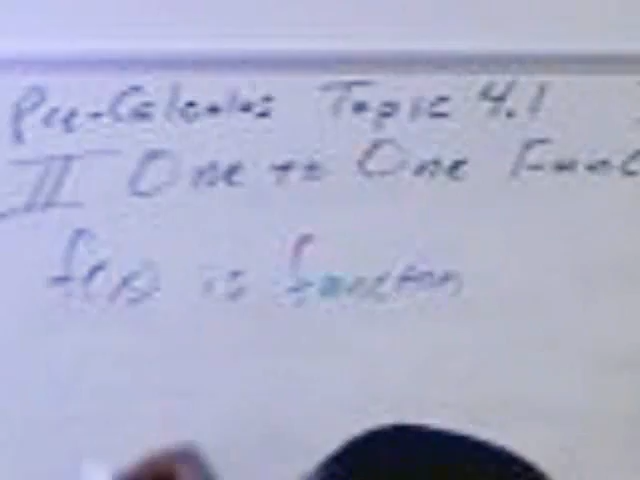 Pre-Calculus Topic 4.1
II One to One Func
f(x) is function